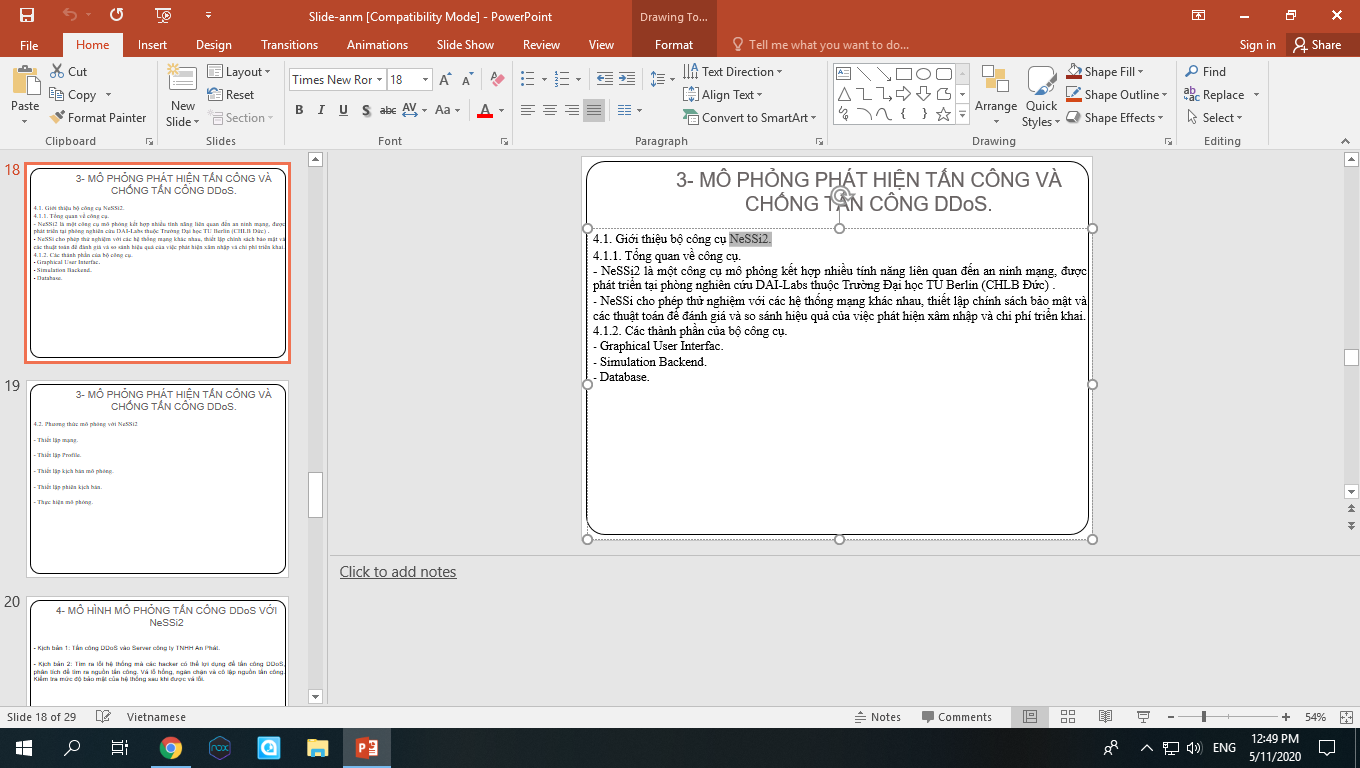 Slide-anm [Compatibility Mode] - PowerPoint
Drawing To...
File
Home
Insert
Design
Transitions
Animations
Slide Show
Review
View
Format
Tell me what you want to do...
Sign in
Share
Paste
Cut
Copy
Format Painter
Clipboard
New Slide
Layout
Reset
Section
Slides
Times New Ror
18
B I U S abc AV Aa A
Font
Text Direction
Align Text
Convert to SmartArt
Paragraph
Arrange
Quick Styles
Shape Fill
Shape Outline
Shape Effects
Drawing
Find
Replace
Select
Editing
18
3- MÔ PHỎNG PHÁT HIỆN TẤN CÔNG VÀ
CHỐNG TẤN CÔNG DDoS.
4.1. Giới thiệu bộ công cụ NeSSi2.
4.1.1. Tổng quan về công cụ.
- NeSSi2 là một công cụ mô phỏng kết hợp nhiều tính năng liên quan đến an ninh mạng, được
phát triển tại phòng nghiên cứu DAI-Labs thuộc Trường Đại học TU Berlin (CHLB Đức) .
- NeSSi cho phép thử nghiệm với các hệ thống mạng khác nhau, thiết lập chính sách bảo mật và
các thuật toán để đánh giá và so sánh hiệu quả của việc phát hiện xâm nhập và chi phí triển khai.
4.1.2. Các thành phần của bộ công cụ.
- Graphical User Interfac.
- Simulation Backend.
- Database.
19
3- MÔ PHỎNG PHÁT HIỆN TẤN CÔNG VÀ
CHỐNG TẤN CÔNG DDoS.
4.2. Phương thức mô phỏng với NeSSi2
- Thiết lập mạng.
- Thiết lập Profile.
- Thiết lập kịch bản mô phỏng.
- Thiết lập phiên kịch bản.
- Thực hiện mô phỏng.
20
4- MÔ HÌNH MÔ PHỎNG TẤN CÔNG DDoS VỚI
NeSSi2
- Kịch bản 1: Tấn công DDoS vào Server công ty TNHH An Phát.
- Kịch bản 2: Tìm ra lỗi hệ thống mà các hacker có thể lợi dụng để tấn công DDoS,
phân tích để tìm ra nguồn tấn công. Vá lỗ hổng, ngăn chặn và cô lập nguồn tấn công.
Kiểm tra mức độ bảo mật của hệ thống sau khi được vá lỗi.
3- MÔ PHỎNG PHÁT HIỆN TẤN CÔNG VÀ
CHỐNG TẤN CÔNG DDoS.
4.1. Giới thiệu bộ công cụ NeSSi2.
4.1.1. Tổng quan về công cụ.
- NeSSi2 là một công cụ mô phỏng kết hợp nhiều tính năng liên quan đến an ninh mạng, được
phát triển tại phòng nghiên cứu DAI-Labs thuộc Trường Đại học TU Berlin (CHLB Đức) .
- NeSSi cho phép thử nghiệm với các hệ thống mạng khác nhau, thiết lập chính sách bảo mật và
các thuật toán để đánh giá và so sánh hiệu quả của việc phát hiện xâm nhập và chi phí triển khai.
4.1.2. Các thành phần của bộ công cụ.
- Graphical User Interfac.
- Simulation Backend.
- Database.
Click to add notes
Slide 18 of 29
Vietnamese
Notes
Comments
54%
ENG
12:49 PM
5/11/2020